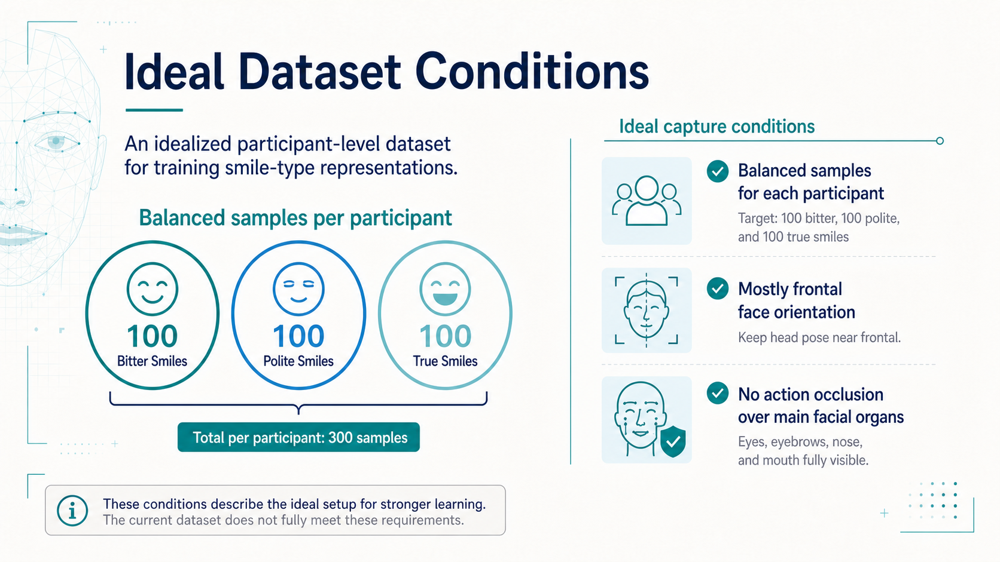 Ideal Dataset Conditions
An idealized participant-level dataset
for training smile-type representations.
Balanced samples per participant
100
Bitter Smiles
100
Polite Smiles
100
True Smiles
Total per participant: 300 samples
These conditions describe the ideal setup for stronger learning.
The current dataset does not fully meet these requirements.
Ideal capture conditions
Balanced samples
for each participant
Target: 100 bitter, 100 polite,
and 100 true smiles
Mostly frontal
face orientation
Keep head pose near frontal.
No action occlusion
over main facial organs
Eyes, eyebrows, nose,
and mouth fully visible.